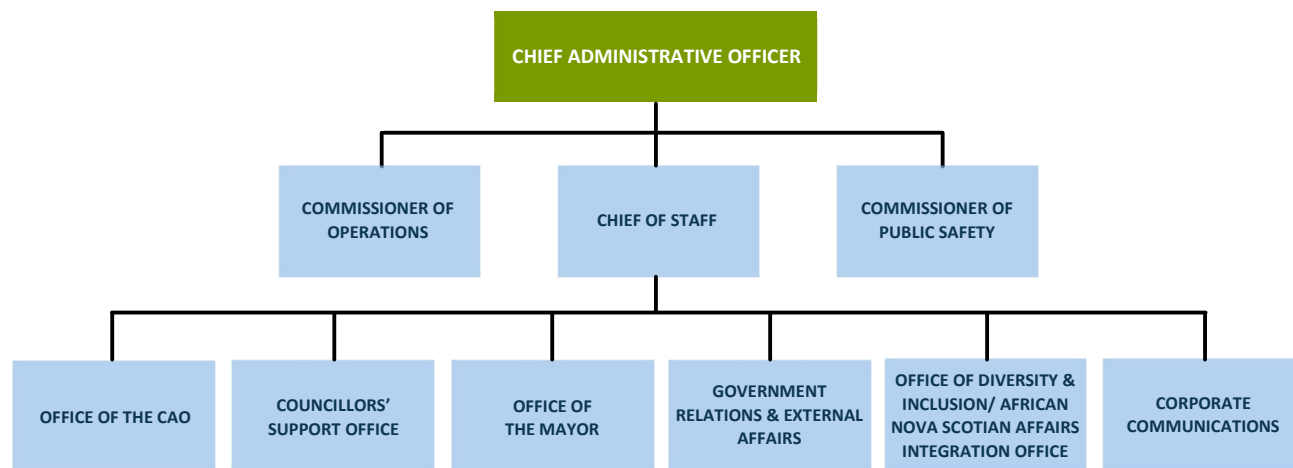 CHIEF ADMINISTRATIVE OFFICER
COMMISSIONER OF
OPERATIONS
CHIEF OF STAFF
COMMISSIONER OF
PUBLIC SAFETY
OFFICE OF THE CAO
COUNCILLORS’
SUPPORT OFFICE
OFFICE OF
THE MAYOR
GOVERNMENT
RELATIONS & EXTERNAL
AFFAIRS
OFFICE OF DIVERSITY &
INCLUSION/ AFRICAN
NOVA SCOTIAN AFFAIRS
INTEGRATION OFFICE
CORPORATE
COMMUNICATIONS